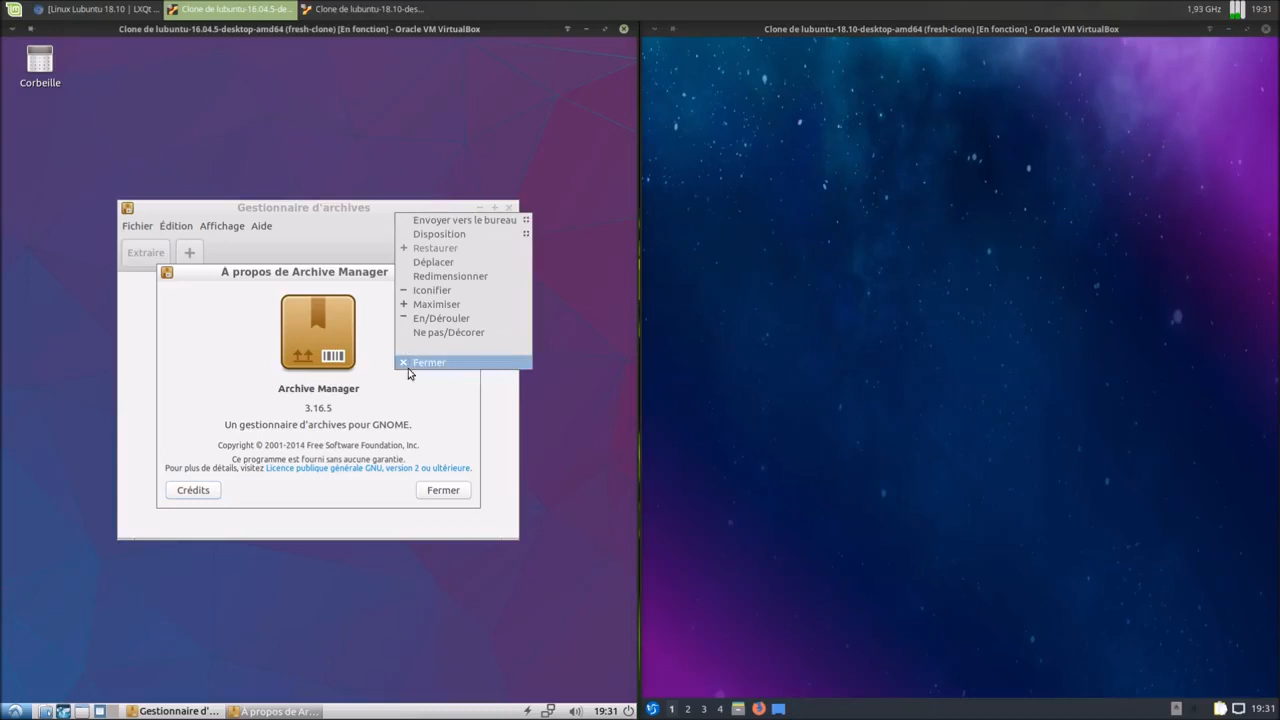 [Linux Lubuntu 18.10 | LXQt ...
Clone de lubuntu-16.04.5-de...
Clone de lubuntu-18.10-des...
1,93 GHz
19:31
Clone de lubuntu-16.04.5-desktop-amd64 (fresh-clone) [En fonction] - Oracle VM VirtualBox
Clone de lubuntu-18.10-desktop-amd64 (fresh-clone) [En fonction] - Oracle VM VirtualBox
Corbeille
Gestionnaire d'archives
Fichier Édition Affichage Aide
Extraire
Envoyer vers le bureau
Disposition
Restaurer
Déplacer
Redimensionner
Iconifier
Maximiser
En/Dérouler
Ne pas/Décorer
Fermer
À propos de Archive Manager
Archive Manager
3.16.5
Un gestionnaire d'archives pour GNOME.
Copyright © 2001-2014 Free Software Foundation, Inc.
Ce programme est fourni sans aucune garantie.
Pour plus de détails, visitez Licence publique générale GNU, version 2 ou ultérieure.
Crédits
Fermer
Gestionnaire d'...
À propos de Ar...
19:31
1 2 3 4
19:31